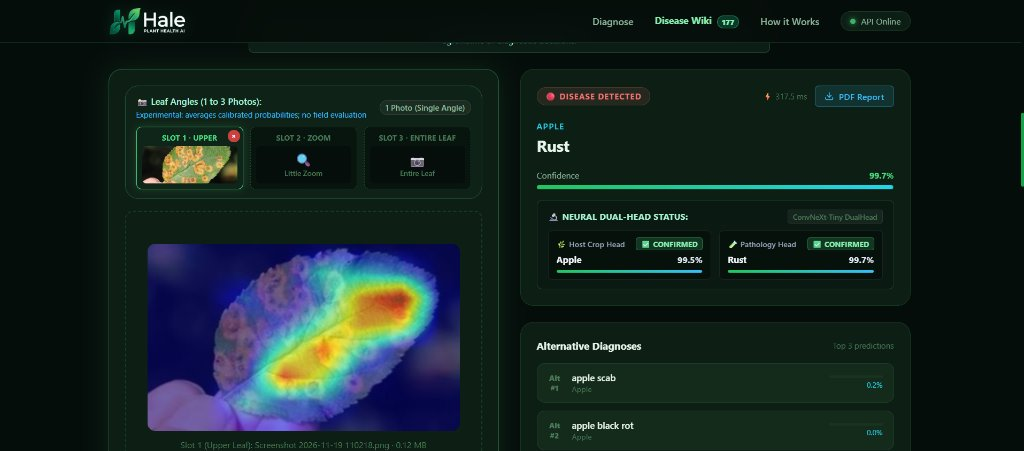 Hale
PLANT HEALTH AI
Diagnose
Disease Wiki 177
How it Works
API Online
Leaf Angles (1 to 3 Photos):
Experimental: averages calibrated probabilities; no field evaluation
1 Photo (Single Angle)
SLOT 1 · UPPER
SLOT 2 · ZOOM
Little Zoom
SLOT 3 · ENTIRE LEAF
Entire Leaf
Slot 1 (Upper Leaf): Screenshot 2026-11-19 110218.png · 0.12 MB
DISEASE DETECTED
317.5 ms
PDF Report
APPLE
Rust
Confidence 99.7%
NEURAL DUAL-HEAD STATUS:
ConvNeXt-Tiny DualHead
Host Crop Head CONFIRMED
Apple 99.5%
Pathology Head CONFIRMED
Rust 99.7%
Alternative Diagnoses
Top 3 predictions
Alt #1
apple scab
Apple
0.2%
Alt #2
apple black rot
Apple
0.0%